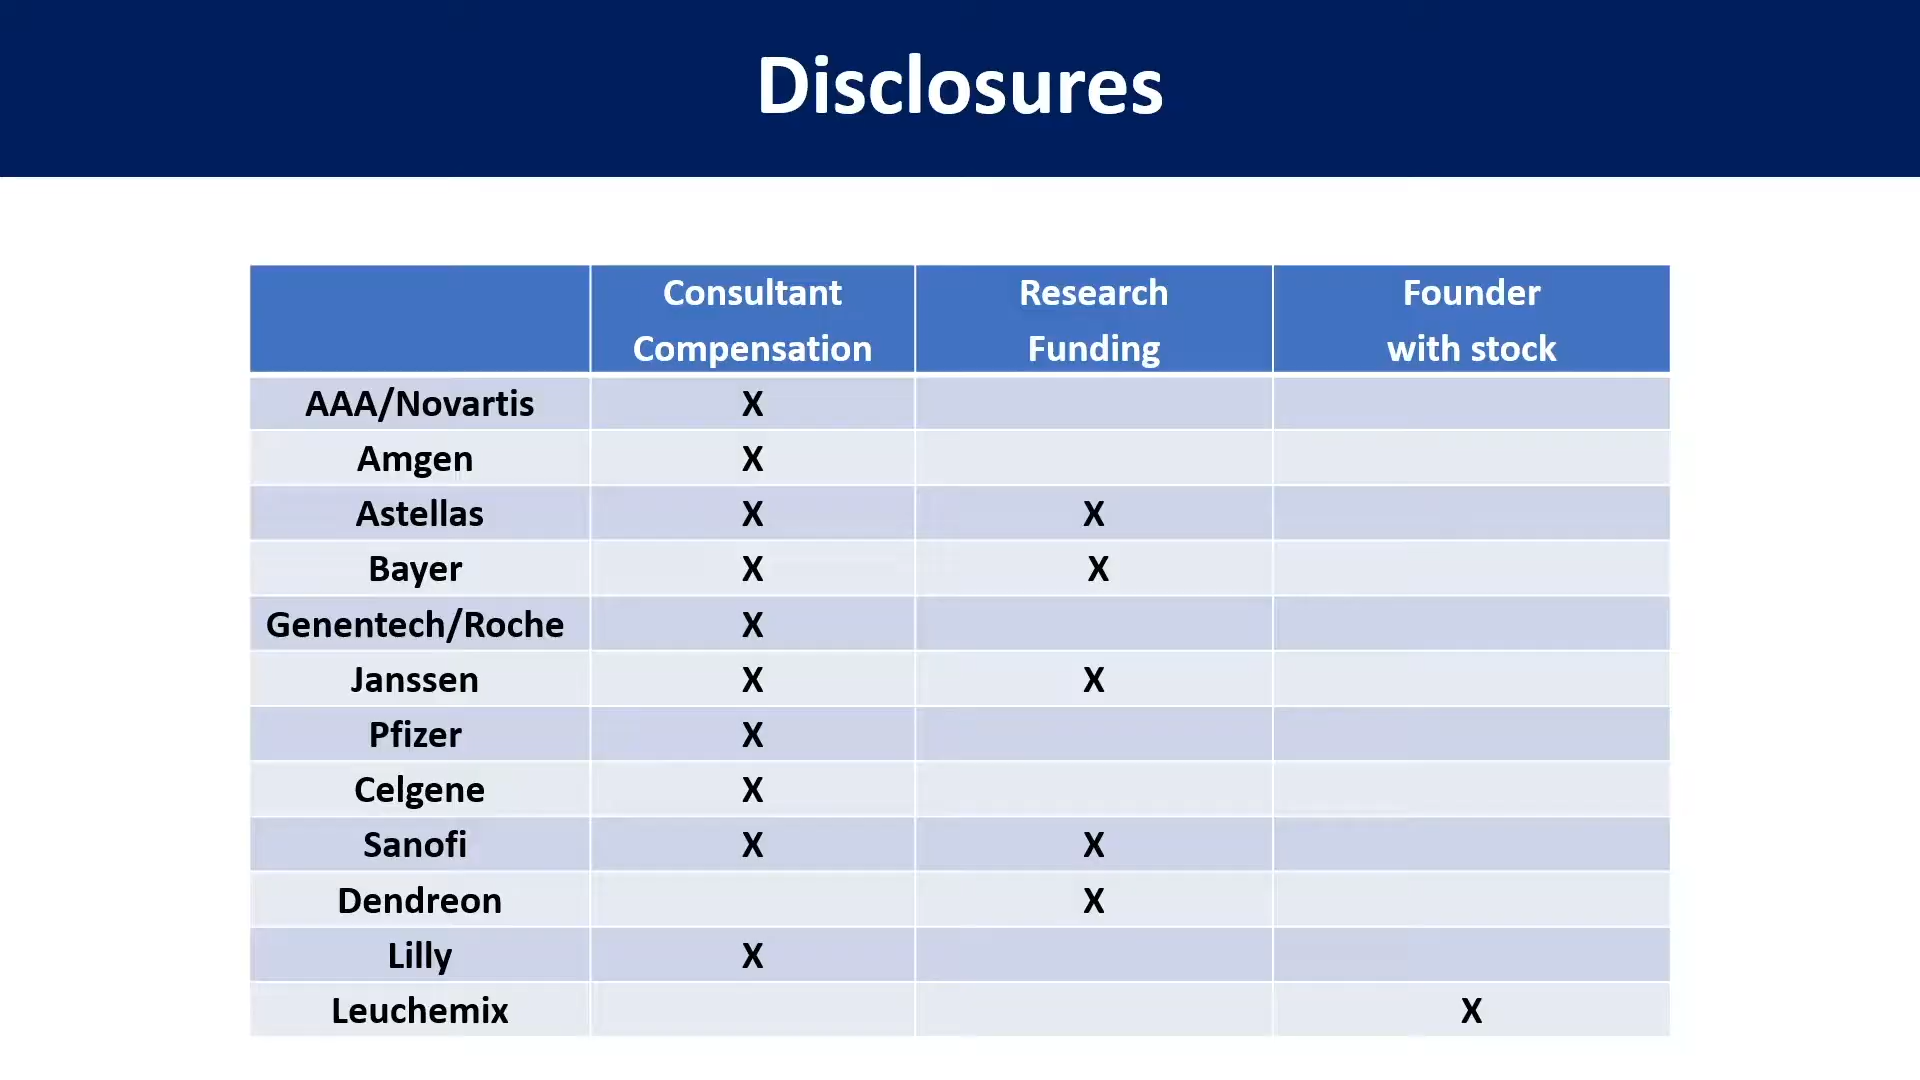 Disclosures
Consultant Compensation Research Funding Founder with stock
AAA/Novartis X
Amgen X
Astellas X X
Bayer X X
Genentech/Roche X
Janssen X X
Pfizer X
Celgene X
Sanofi X X
Dendreon X
Lilly X
Leuchemix X